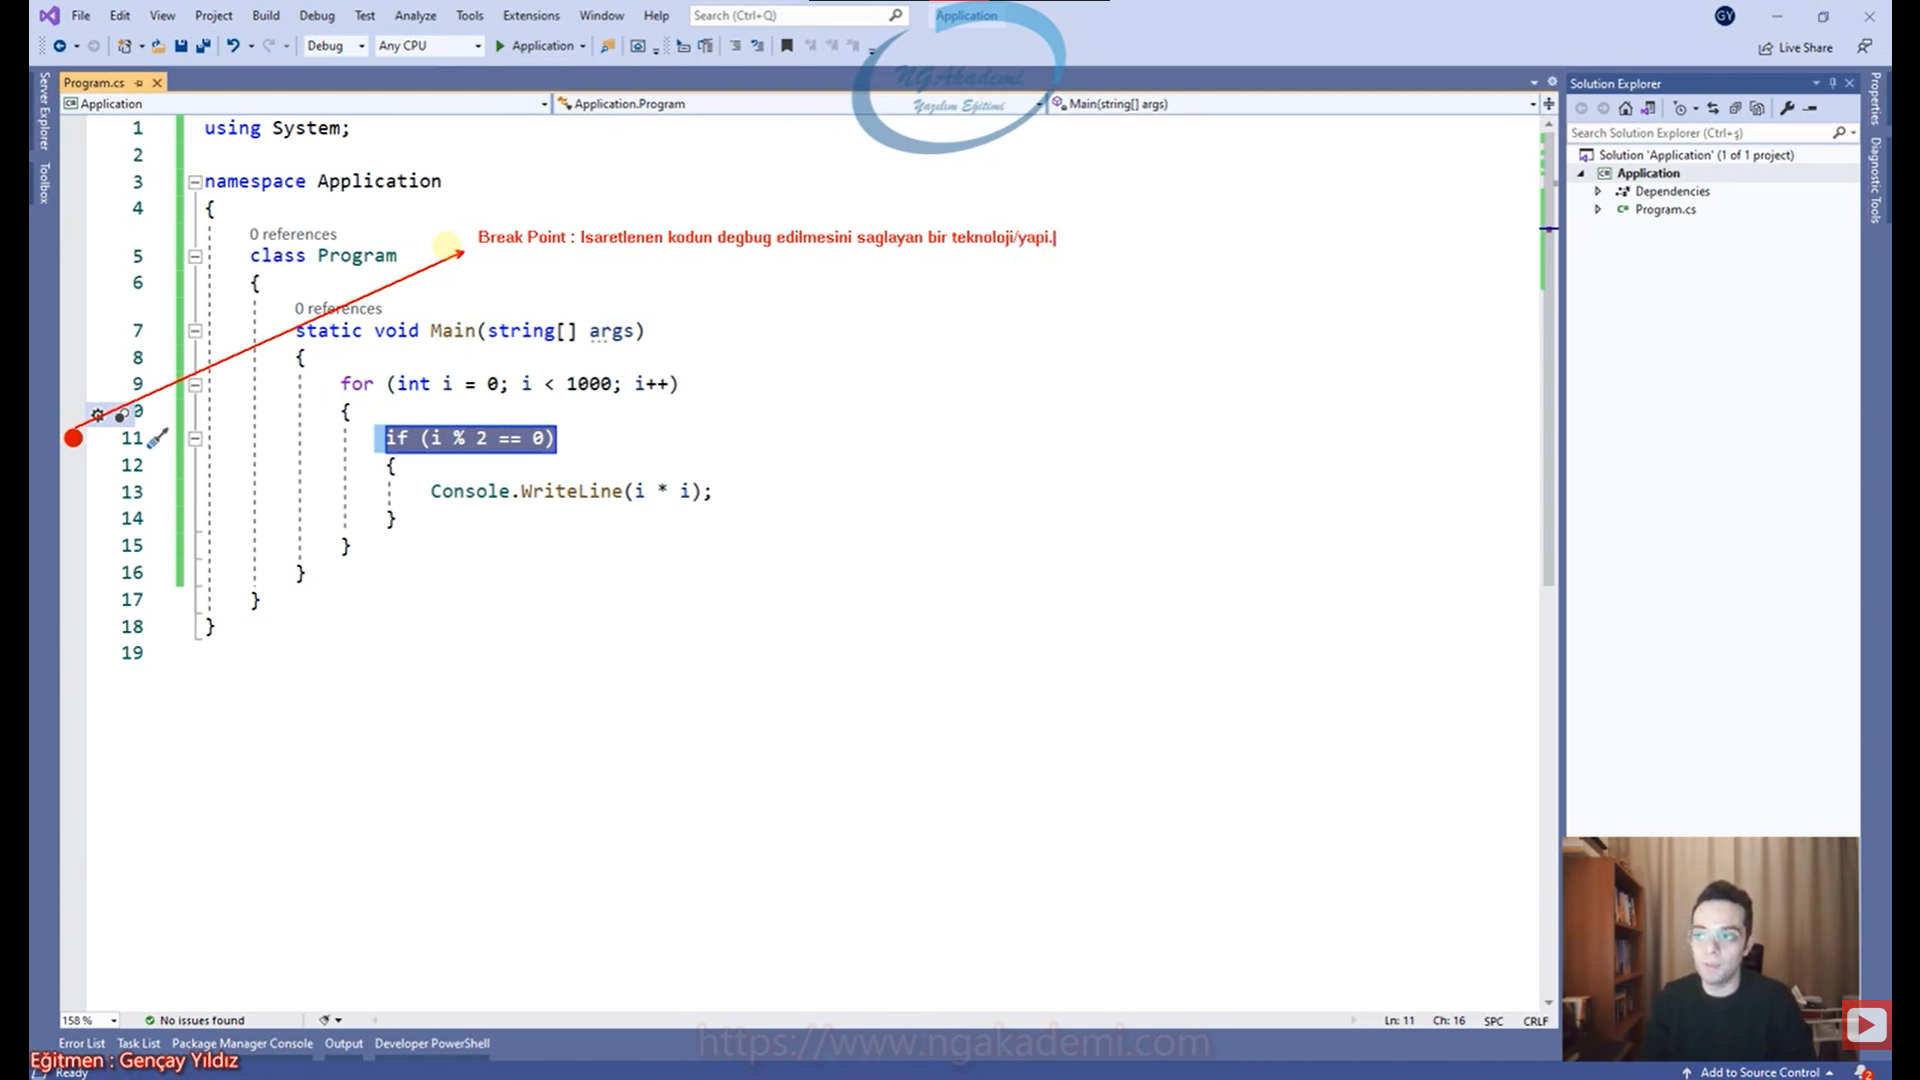 File Edit View Project Build Debug Test Analyze Tools Extensions Window Help Search (Ctrl+Q) Application GY
Debug Any CPU Application Live Share
NGAkademi
Yazılım Eğitimi
Server Explorer
Toolbox
Program.cs
Application Application.Program Main(string[] args)
1 using System;
2
3 namespace Application
4 {
0 references
5 class Program
Break Point : Isaretlenen kodun degbug edilmesini saglayan bir teknoloji/yapi.
6 {
0 references
7 static void Main(string[] args)
8 {
9 for (int i = 0; i < 1000; i++)
0 {
11 if (i % 2 == 0)
12 {
13 Console.WriteLine(i * i);
14 }
15 }
16 }
17 }
18 }
19
Solution Explorer
Search Solution Explorer (Ctrl+ş)
Solution 'Application' (1 of 1 project)
Application
Dependencies
Program.cs
Properties
Diagnostic Tools
158 % No issues found Ln: 11 Ch: 16 SPC CRLF
Error List Task List Package Manager Console Output Developer PowerShell
https://www.ngakademi.com
Eğitmen : Gençay Yıldız
Ready Add to Source Control 2